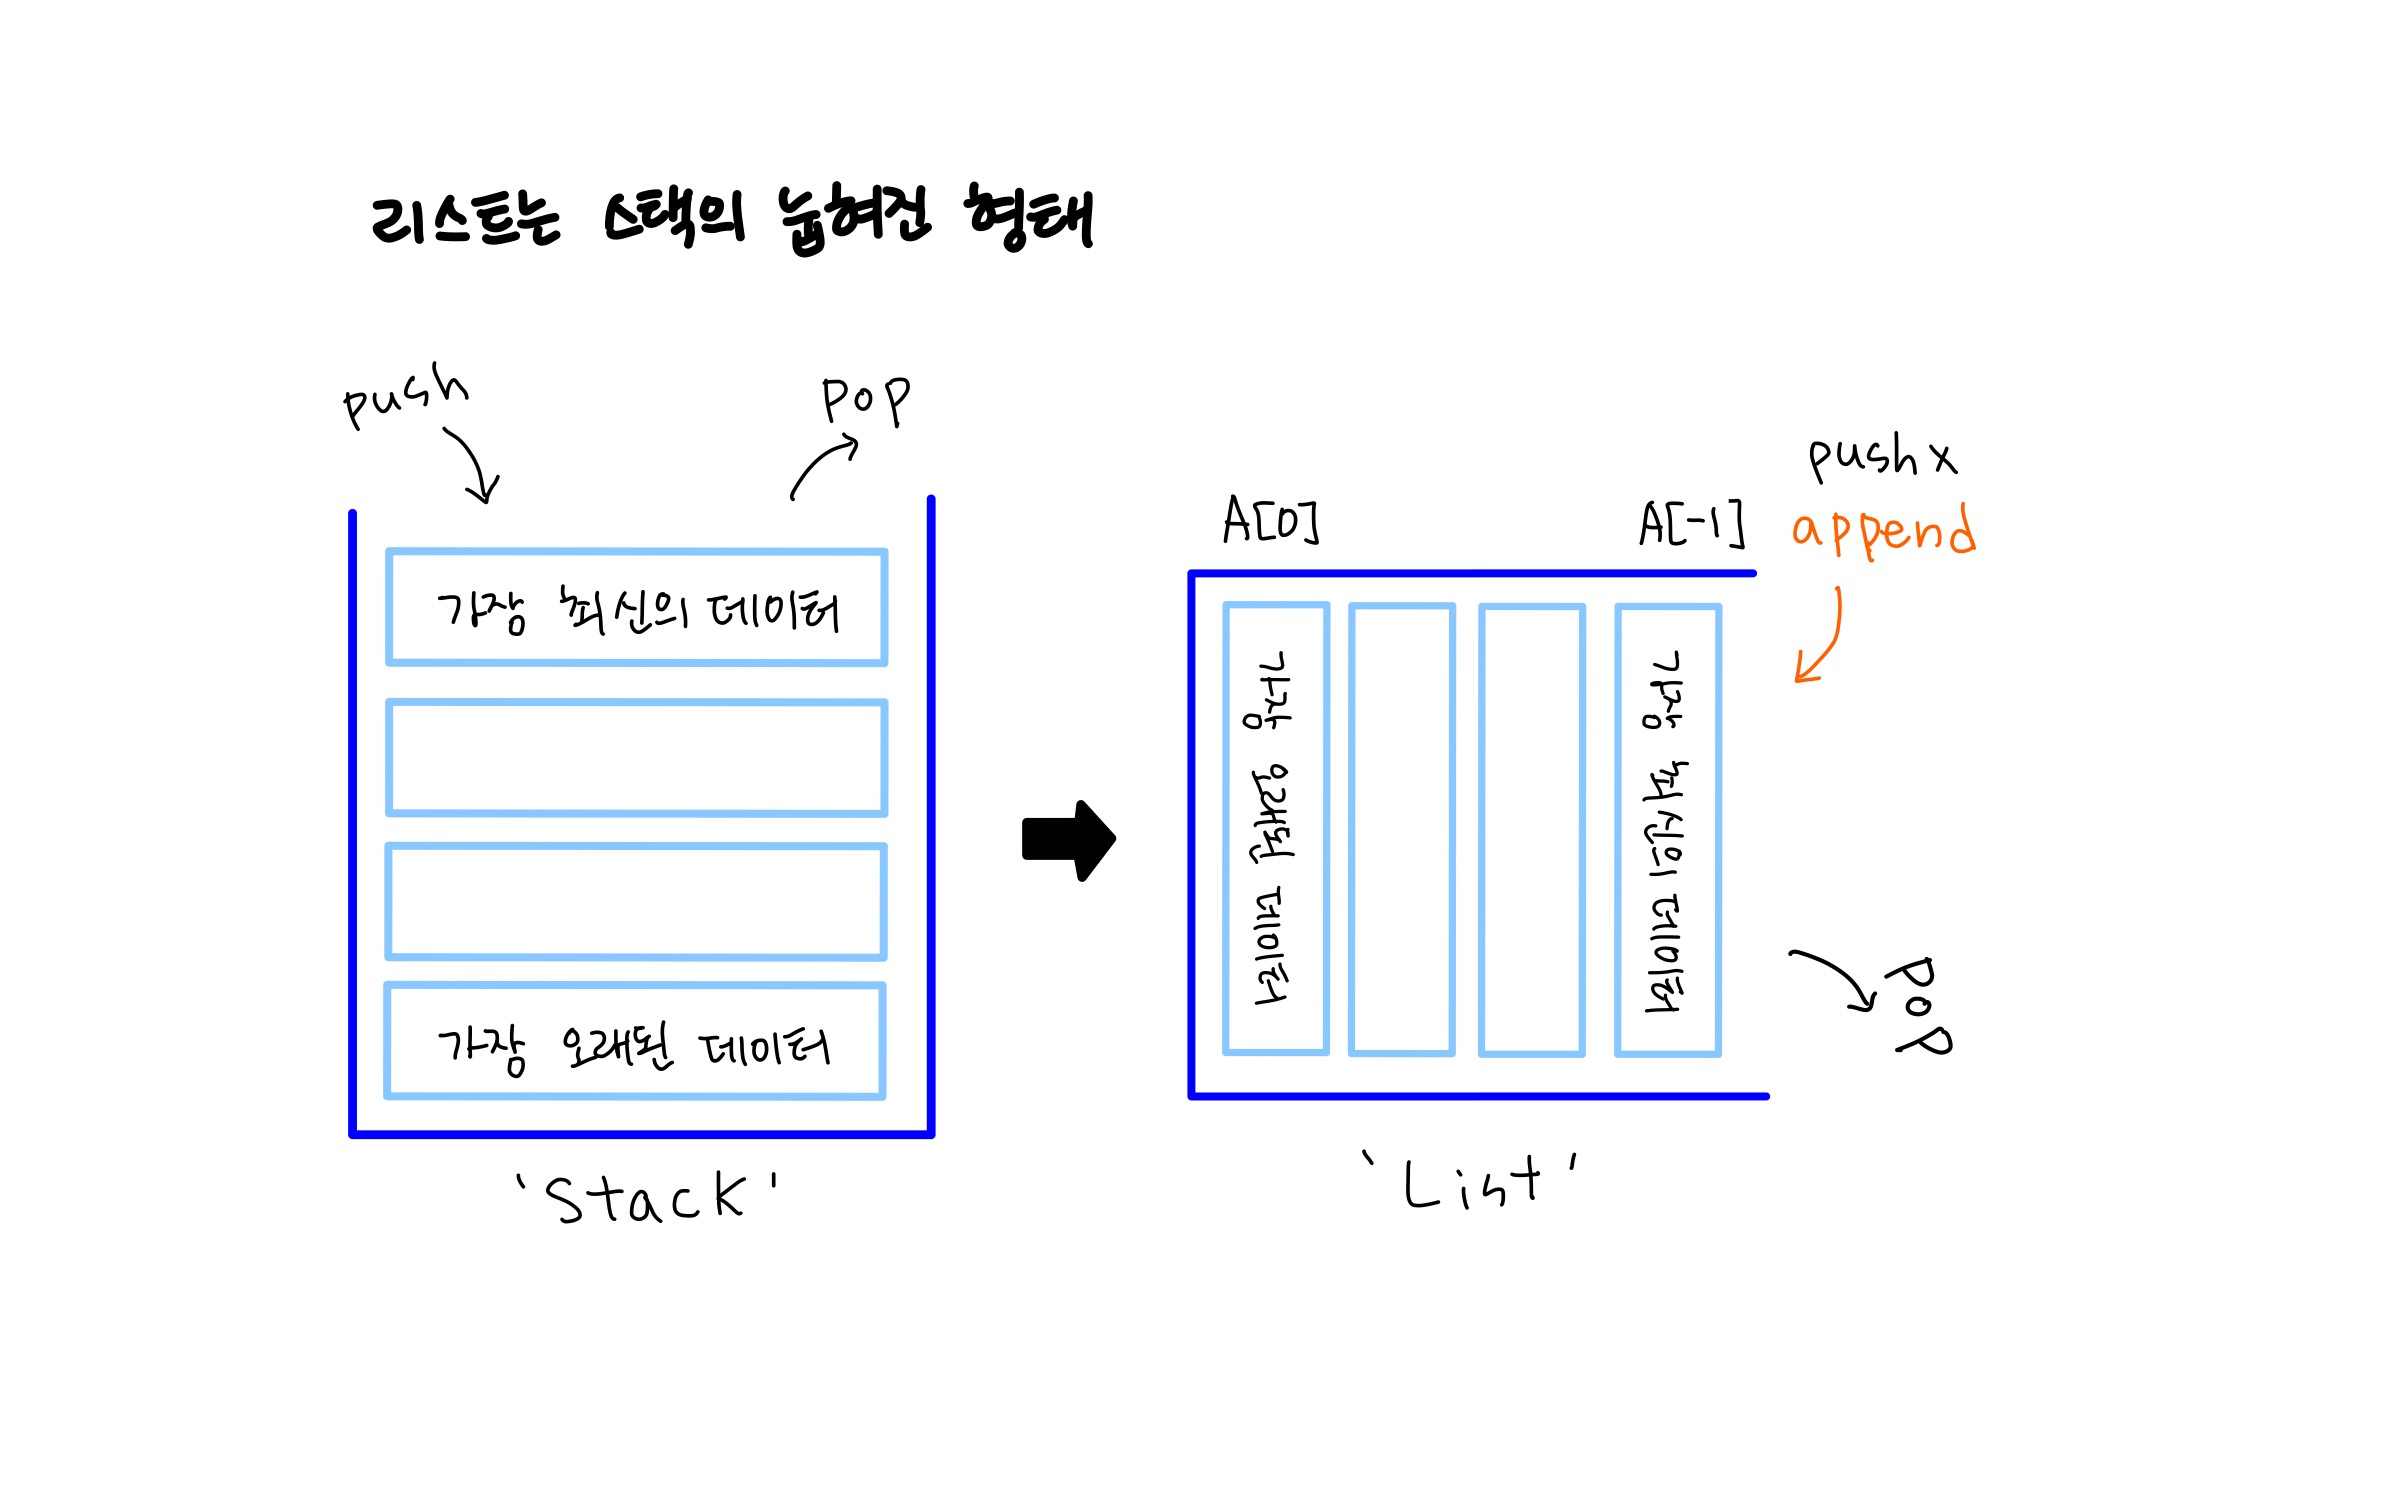 리스트는 스택의 눕혀진 형태
push
pop
가장 최신의 데이터
가장 오래된 데이터
'Stack'
A[0]
A[-1]
push x
append
가장 오래된 데이터
가장 최신의 데이터
pop
'List'